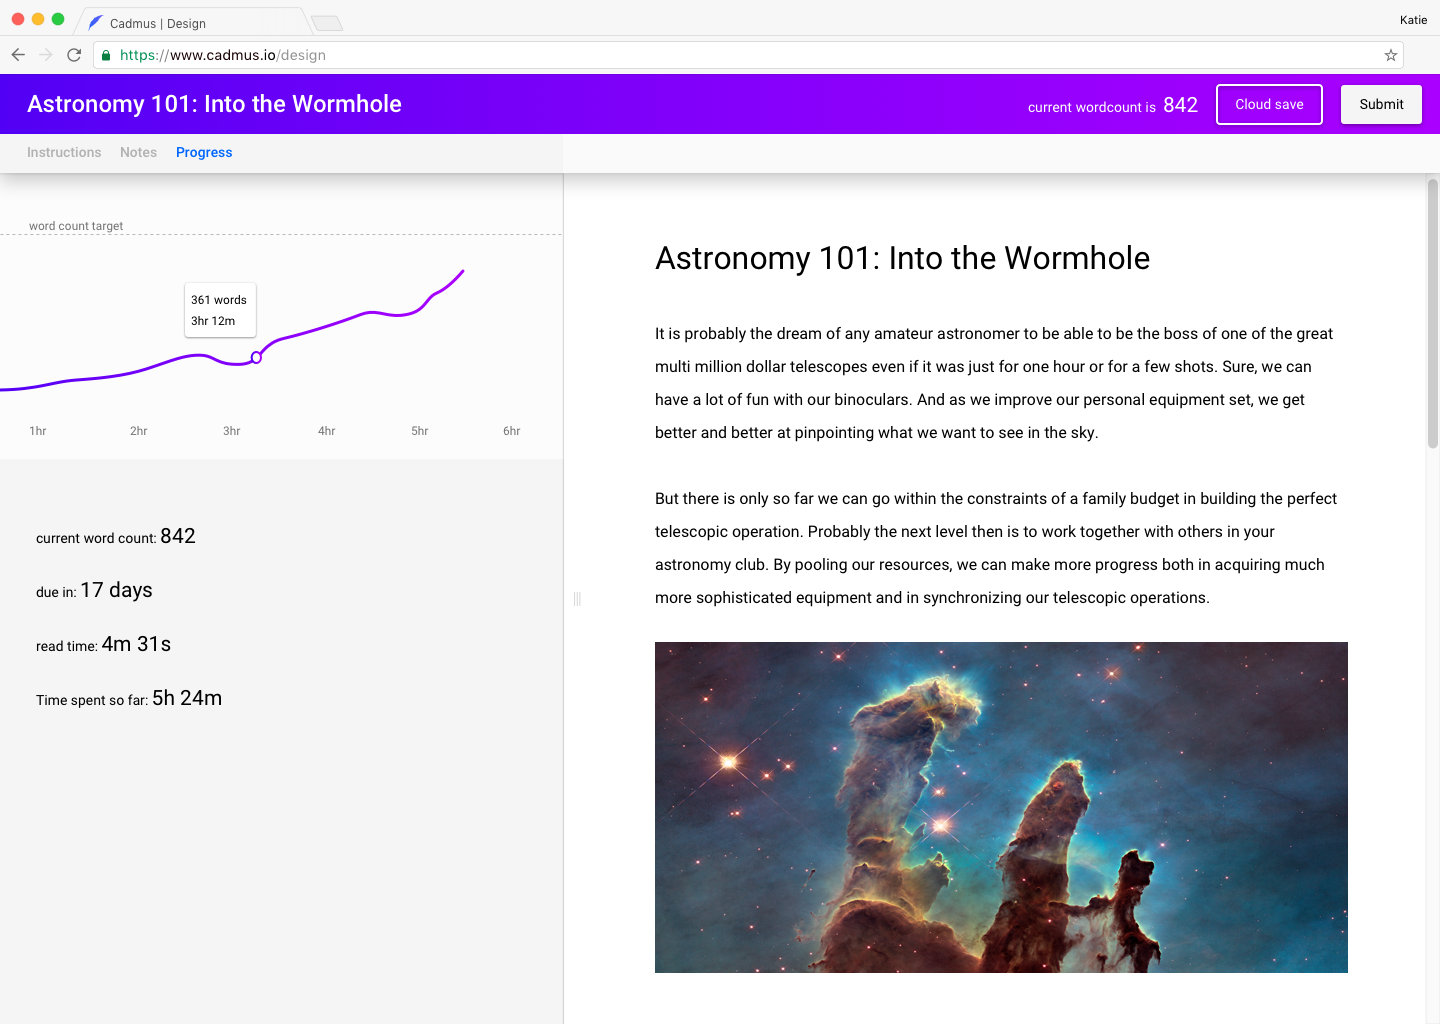 Cadmus | Design
Katie
https://www.cadmus.io/design
Astronomy 101: Into the Wormhole
current wordcount is 842
Cloud save
Submit
Instructions Notes Progress
word count target
361 words
3hr 12m
1hr 2hr 3hr 4hr 5hr 6hr
current word count: 842
due in: 17 days
read time: 4m 31s
Time spent so far: 5h 24m
Astronomy 101: Into the Wormhole
It is probably the dream of any amateur astronomer to be able to be the boss of one of the great
multi million dollar telescopes even if it was just for one hour or for a few shots. Sure, we can
have a lot of fun with our binoculars. And as we improve our personal equipment set, we get
better and better at pinpointing what we want to see in the sky.
But there is only so far we can go within the constraints of a family budget in building the perfect
telescopic operation. Probably the next level then is to work together with others in your
astronomy club. By pooling our resources, we can make more progress both in acquiring much
more sophisticated equipment and in synchronizing our telescopic operations.